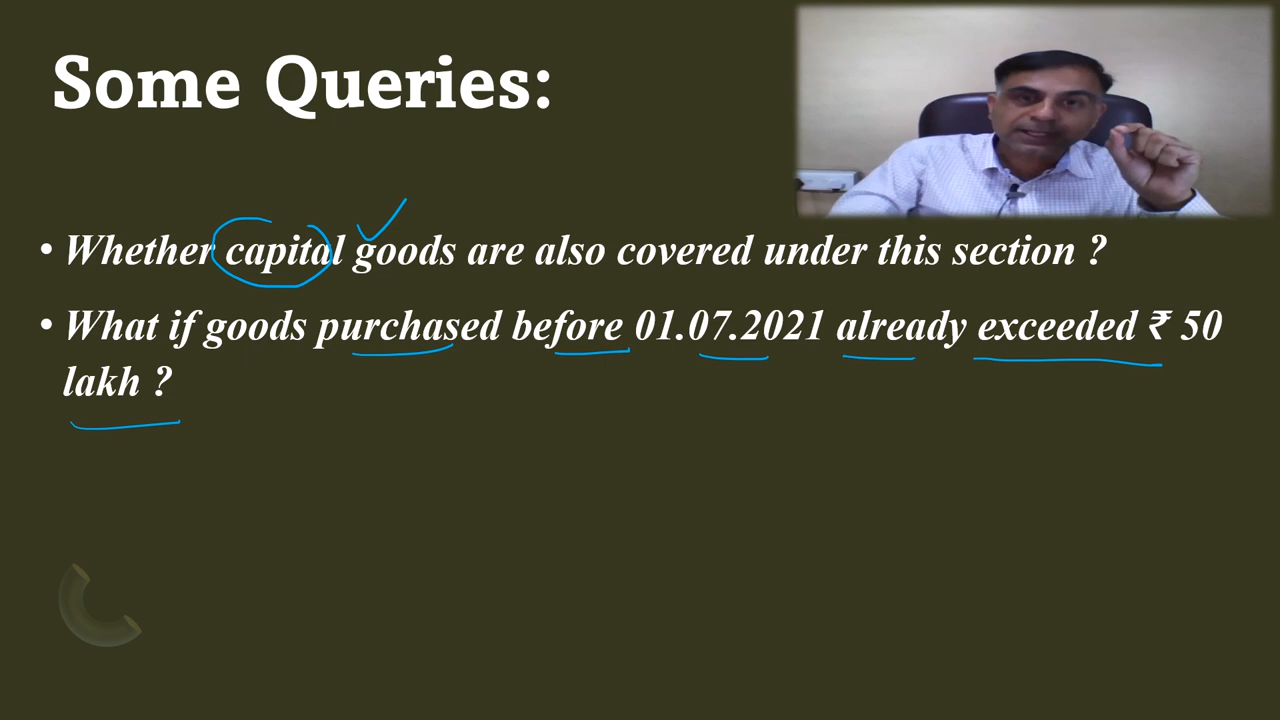 Some Queries:
• Whether capital goods are also covered under this section ?
• What if goods purchased before 01.07.2021 already exceeded ₹ 50
lakh ?